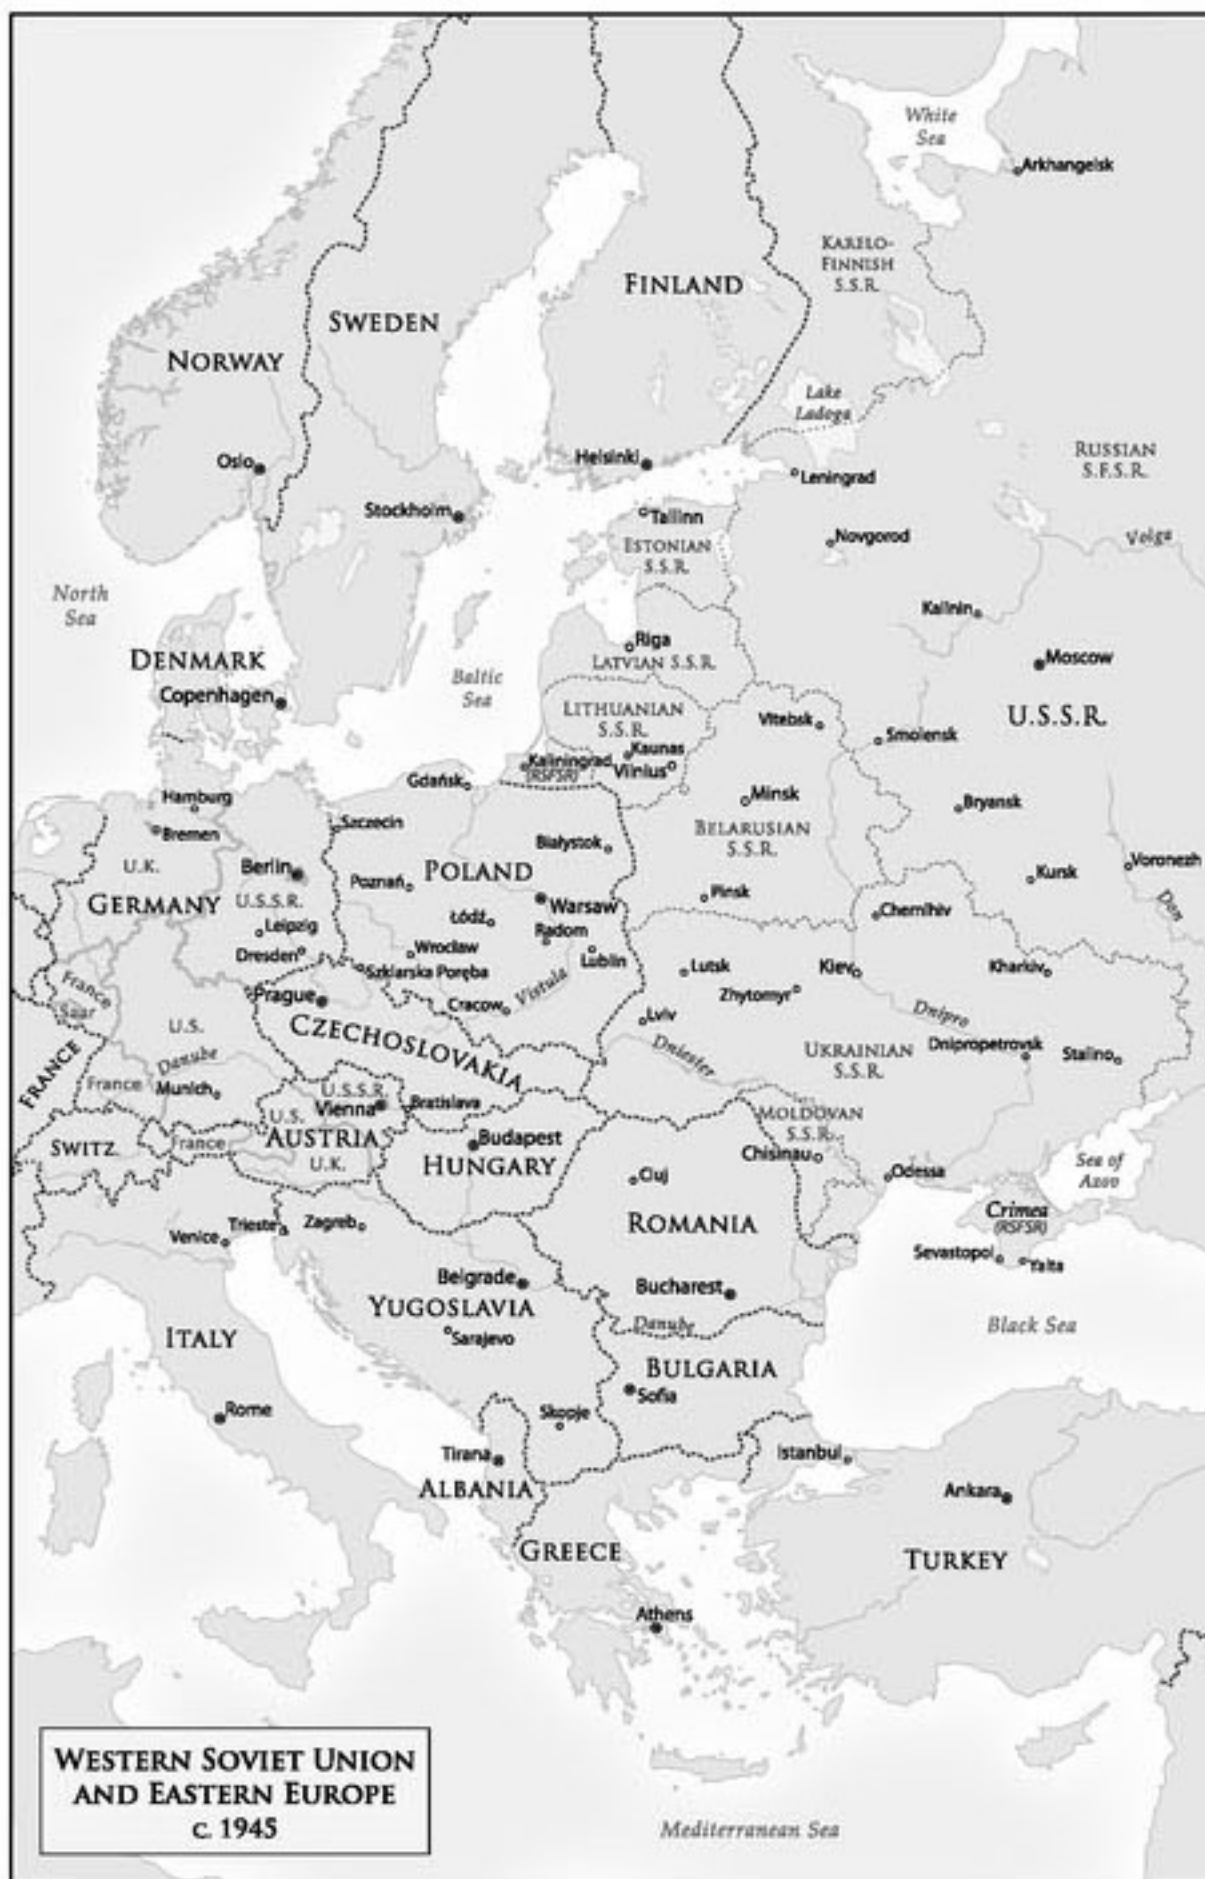 White
Sea
Arkhangelsk
KARELO-
FINNISH
S.S.R.
FINLAND
SWEDEN
NORWAY
Lake
Ladoga
RUSSIAN
S.F.S.R.
Oslo
Helsinki
Leningrad
Stockholm
Tallinn
Novgorod
Volga
ESTONIAN
S.S.R.
North
Sea
Kalinin
Riga
Moscow
DENMARK
LATVIAN S.S.R.
Baltic
Sea
Copenhagen
LITHUANIAN
S.S.R.
Vitebsk
U.S.S.R.
Smolensk
Kaunas
Kaliningrad
(RSFSR)
Vilnius
Gdańsk
Hamburg
Minsk
Bryansk
Bremen
Szczecin
BELARUSIAN
S.S.R.
Białystok
U.K.
Berlin
POLAND
Voronezh
Poznań
Kursk
GERMANY
U.S.S.R.
Warsaw
Pinsk
Don
Chernihiv
Leipzig
Łódź
Radom
Dresden
Wrocław
Lublin
Szklarska Poręba
Lutsk
Kiev
Kharkiv
France
Saar
Prague
Vistula
Zhytomyr
Cracow
Lviv
Dnipro
U.S.
CZECHOSLOVAKIA
Dniester
UKRAINIAN
S.S.R.
Dnipropetrovsk
Stalino
FRANCE
Danube
France
Munich
U.S.S.R.
Vienna
Bratislava
U.S.
MOLDOVAN
S.S.R.
SWITZ.
France
AUSTRIA
Budapest
HUNGARY
U.K.
Chisinau
Sea of
Azov
Cluj
Odessa
Crimea
(RSFSR)
ROMANIA
Venice
Trieste
Zagreb
Sevastopol
Yalta
Belgrade
Bucharest
YUGOSLAVIA
Danube
Black Sea
ITALY
Sarajevo
BULGARIA
Sofia
Rome
Skopje
Tirana
Istanbul
ALBANIA
Ankara
GREECE
TURKEY
Athens
WESTERN SOVIET UNION
AND EASTERN EUROPE
C. 1945
Mediterranean Sea